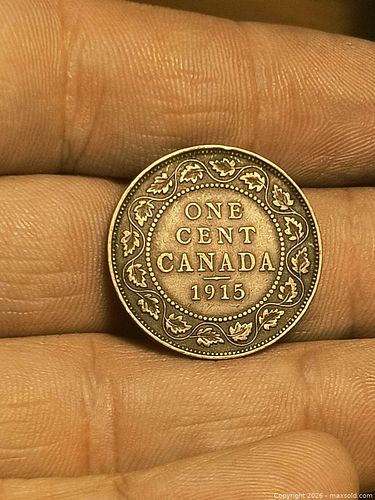 ONE
CENT
CANADA
1915
Copyright 2026 - maxsold.com